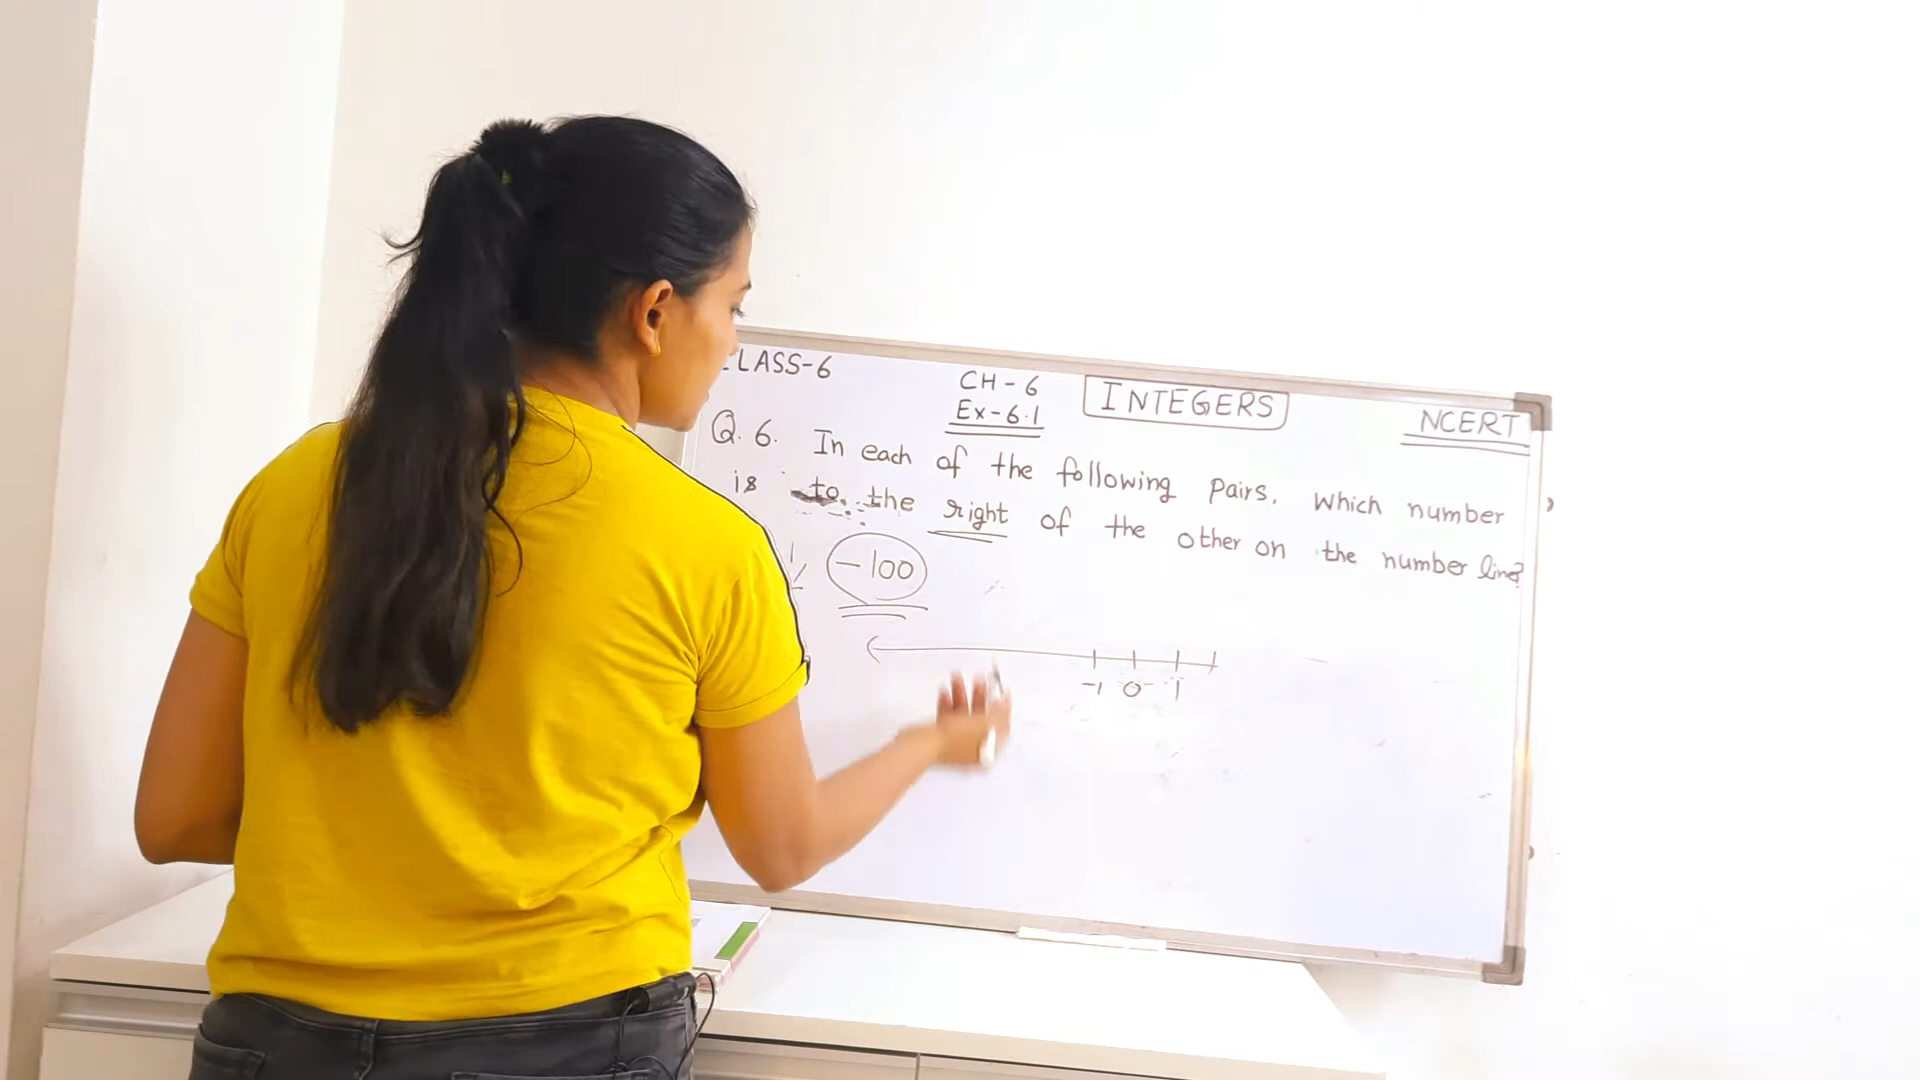 LASS-6
CH-6
Ex-6.1
INTEGERS
NCERT
Q.6. In each of the following pairs, which number
is to the right of the other on the number line?
1, -100
-1 0 1